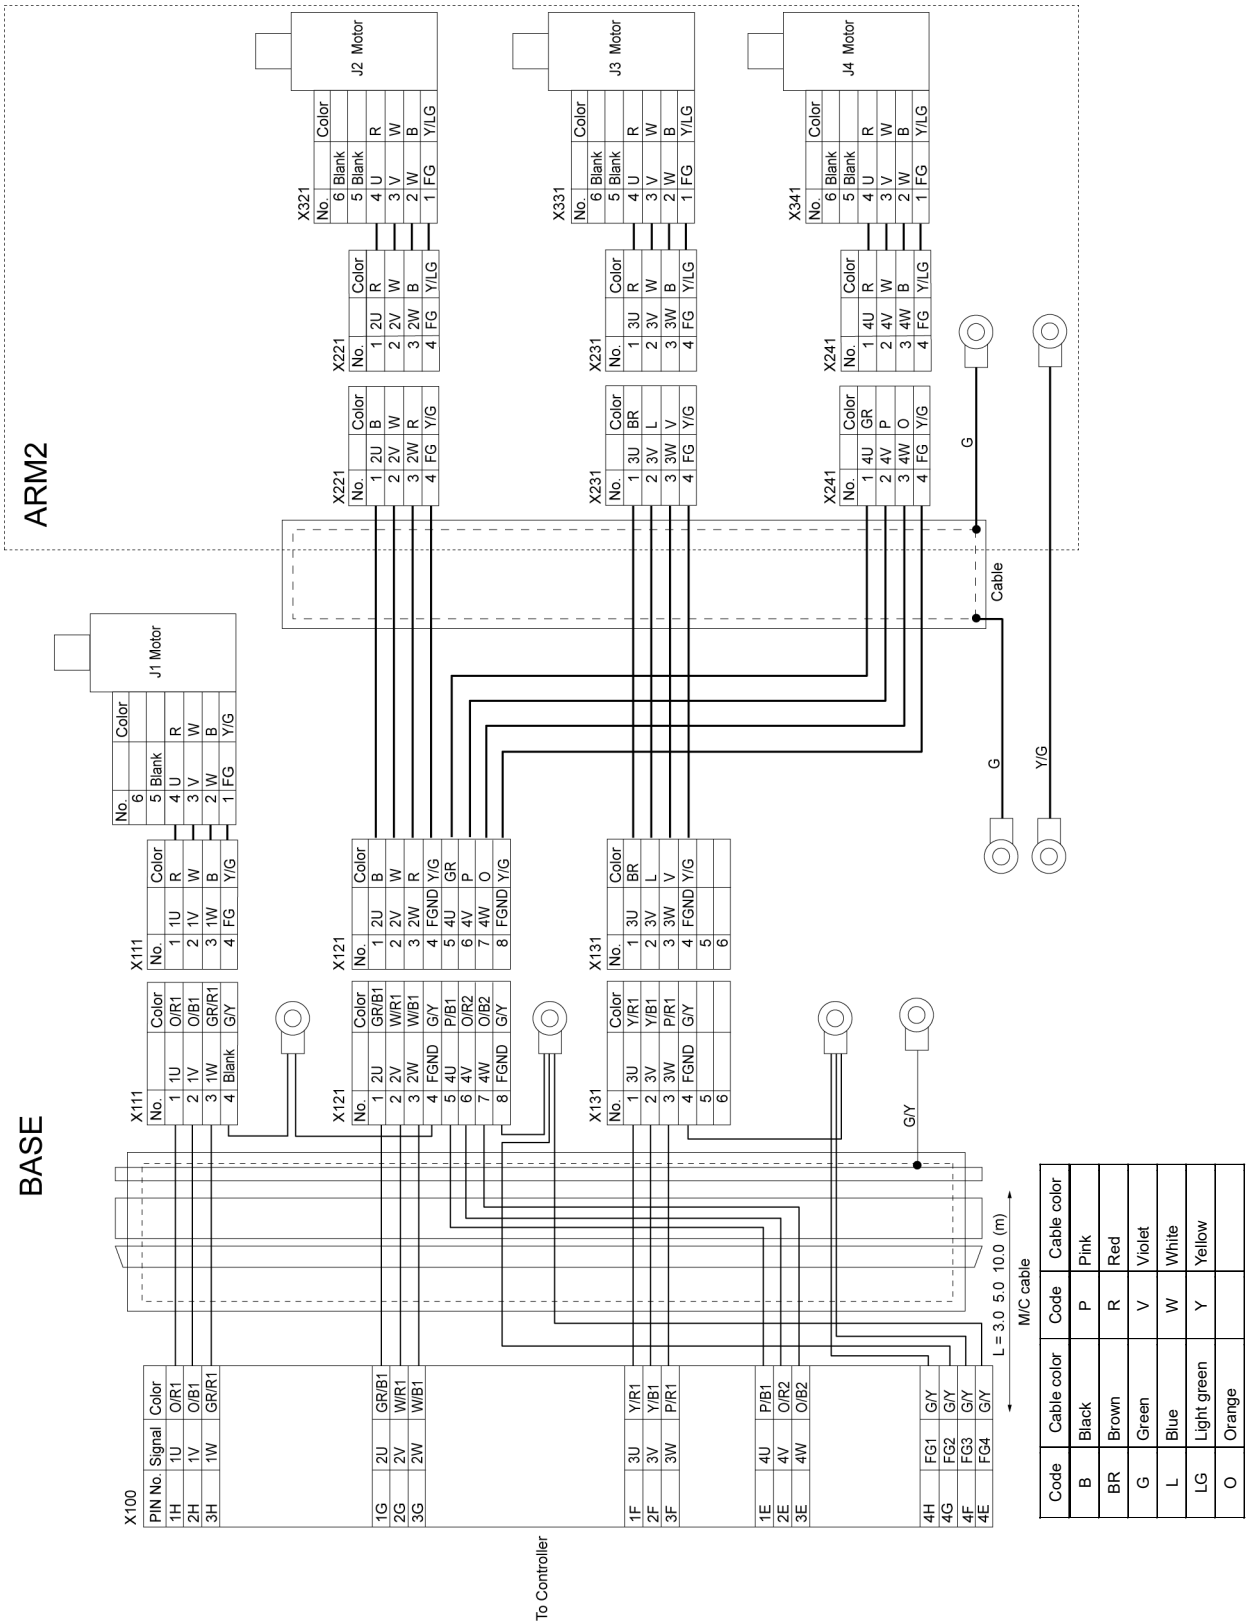 BASE
ARM2
To Controller
X100
PIN No. Signal Color
1H 1U O/R1
2H 1V O/B1
3H 1W GR/R1
1G 2U GR/B1
2G 2V W/R1
3G 2W W/B1
1F 3U Y/R1
2F 3V Y/B1
3F 3W P/R1
1E 4U P/B1
2E 4V O/R2
3E 4W O/B2
4H FG1 G/Y
4G FG2 G/Y
4F FG3 G/Y
4E FG4 G/Y
L = 3.0 5.0 10.0 (m)
M/C cable
G/Y
X111
No. Color
1 1U O/R1
2 1V O/B1
3 1W GR/R1
4 Blank G/Y
X121
No. Color
1 2U GR/B1
2 2V W/R1
3 2W W/B1
4 FGND G/Y
5 4U P/B1
6 4V O/R2
7 4W O/B2
8 FGND G/Y
X131
No. Color
1 3U Y/R1
2 3V Y/B1
3 3W P/R1
4 FGND G/Y
5
6
X111
No. Color
1 1U R
2 1V W
3 1W B
4 FG Y/G
X121
No. Color
1 2U B
2 2V W
3 2W R
4 FGND Y/G
5 4U GR
6 4V P
7 4W O
8 FGND Y/G
X131
No. Color
1 3U BR
2 3V L
3 3W V
4 FGND Y/G
5
6
No. Color
6
5 Blank
4 U R
3 V W
2 W B
1 FG Y/G
J1 Motor
G
Y/G
Cable
G
X221
No. Color
1 2U B
2 2V W
3 2W R
4 FG Y/G
X231
No. Color
1 3U BR
2 3V L
3 3W V
4 FG Y/G
X241
No. Color
1 4U GR
2 4V P
3 4W O
4 FG Y/G
X221
No. Color
1 2U R
2 2V W
3 2W B
4 FG Y/LG
X231
No. Color
1 3U R
2 3V W
3 3W B
4 FG Y/LG
X241
No. Color
1 4U R
2 4V W
3 4W B
4 FG Y/LG
X321
No. Color
6 Blank
5 Blank
4 U R
3 V W
2 W B
1 FG Y/LG
J2 Motor
X331
No. Color
6 Blank
5 Blank
4 U R
3 V W
2 W B
1 FG Y/LG
J3 Motor
X341
No. Color
6 Blank
5 Blank
4 U R
3 V W
2 W B
1 FG Y/LG
J4 Motor
Code Cable color Code Cable color
B Black P Pink
BR Brown R Red
G Green V Violet
L Blue W White
LG Light green Y Yellow
O Orange